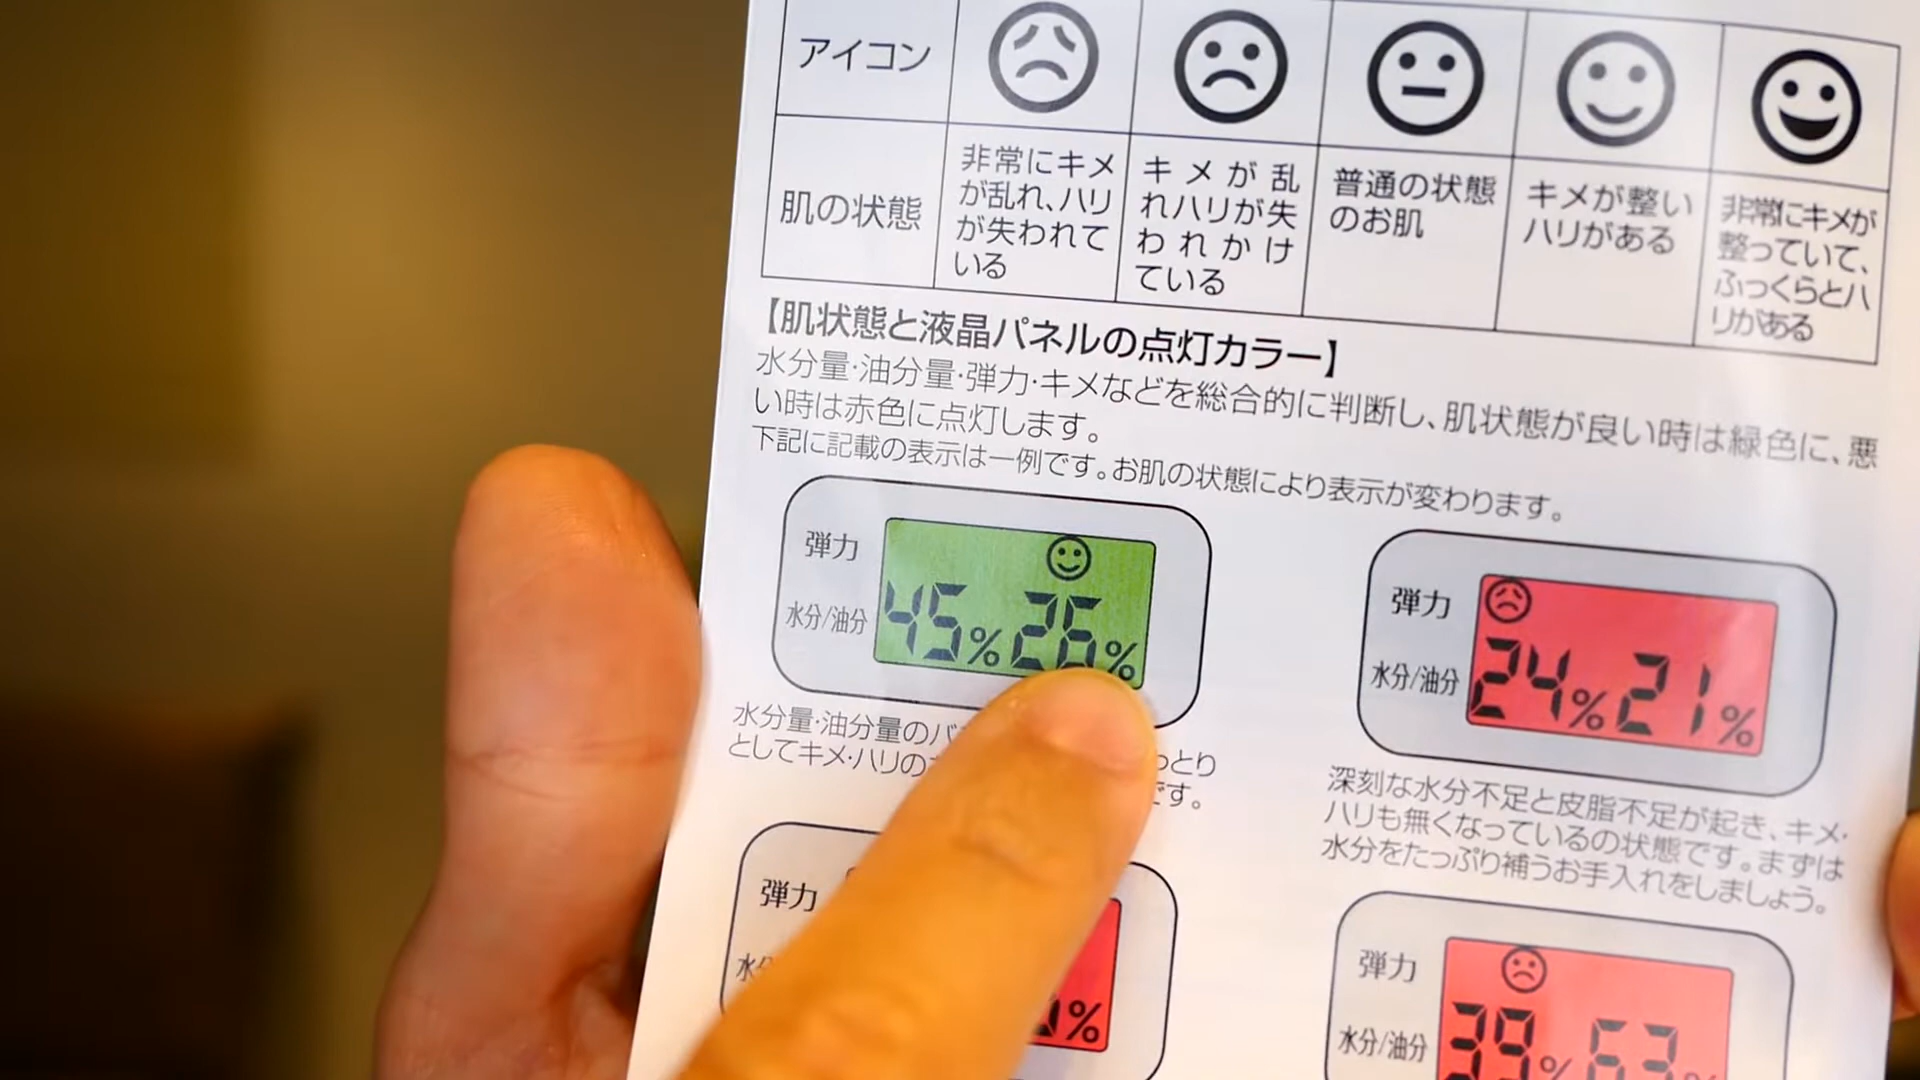 アイコン
肌の状態
非常にキメ
が乱れ、ハリ
が失われて
いる
キメが乱
れハリが失
われかけ
ている
普通の状態
のお肌
キメが整い
ハリがある
非常にキメが
整っていて、
ふっくらとハ
リがある
【肌状態と液晶パネルの点灯カラー】
水分量・油分量・弾力・キメなどを総合的に判断し、肌状態が良い時は緑色に、悪
い時は赤色に点灯します。
下記に記載の表示は一例です。お肌の状態により表示が変わります。
弾力
水分/油分
45% 26%
水分量・油分量の
としてキメ・ハリの
っとり
です。
弾力
水分/油分
24% 21%
深刻な水分不足と皮脂不足が起き、キメ・
ハリも無くなっているの状態です。まずは
水分をたっぷり補うお手入れをしましょう。
弾力
水
%
弾力
水分/油分
39% 63%